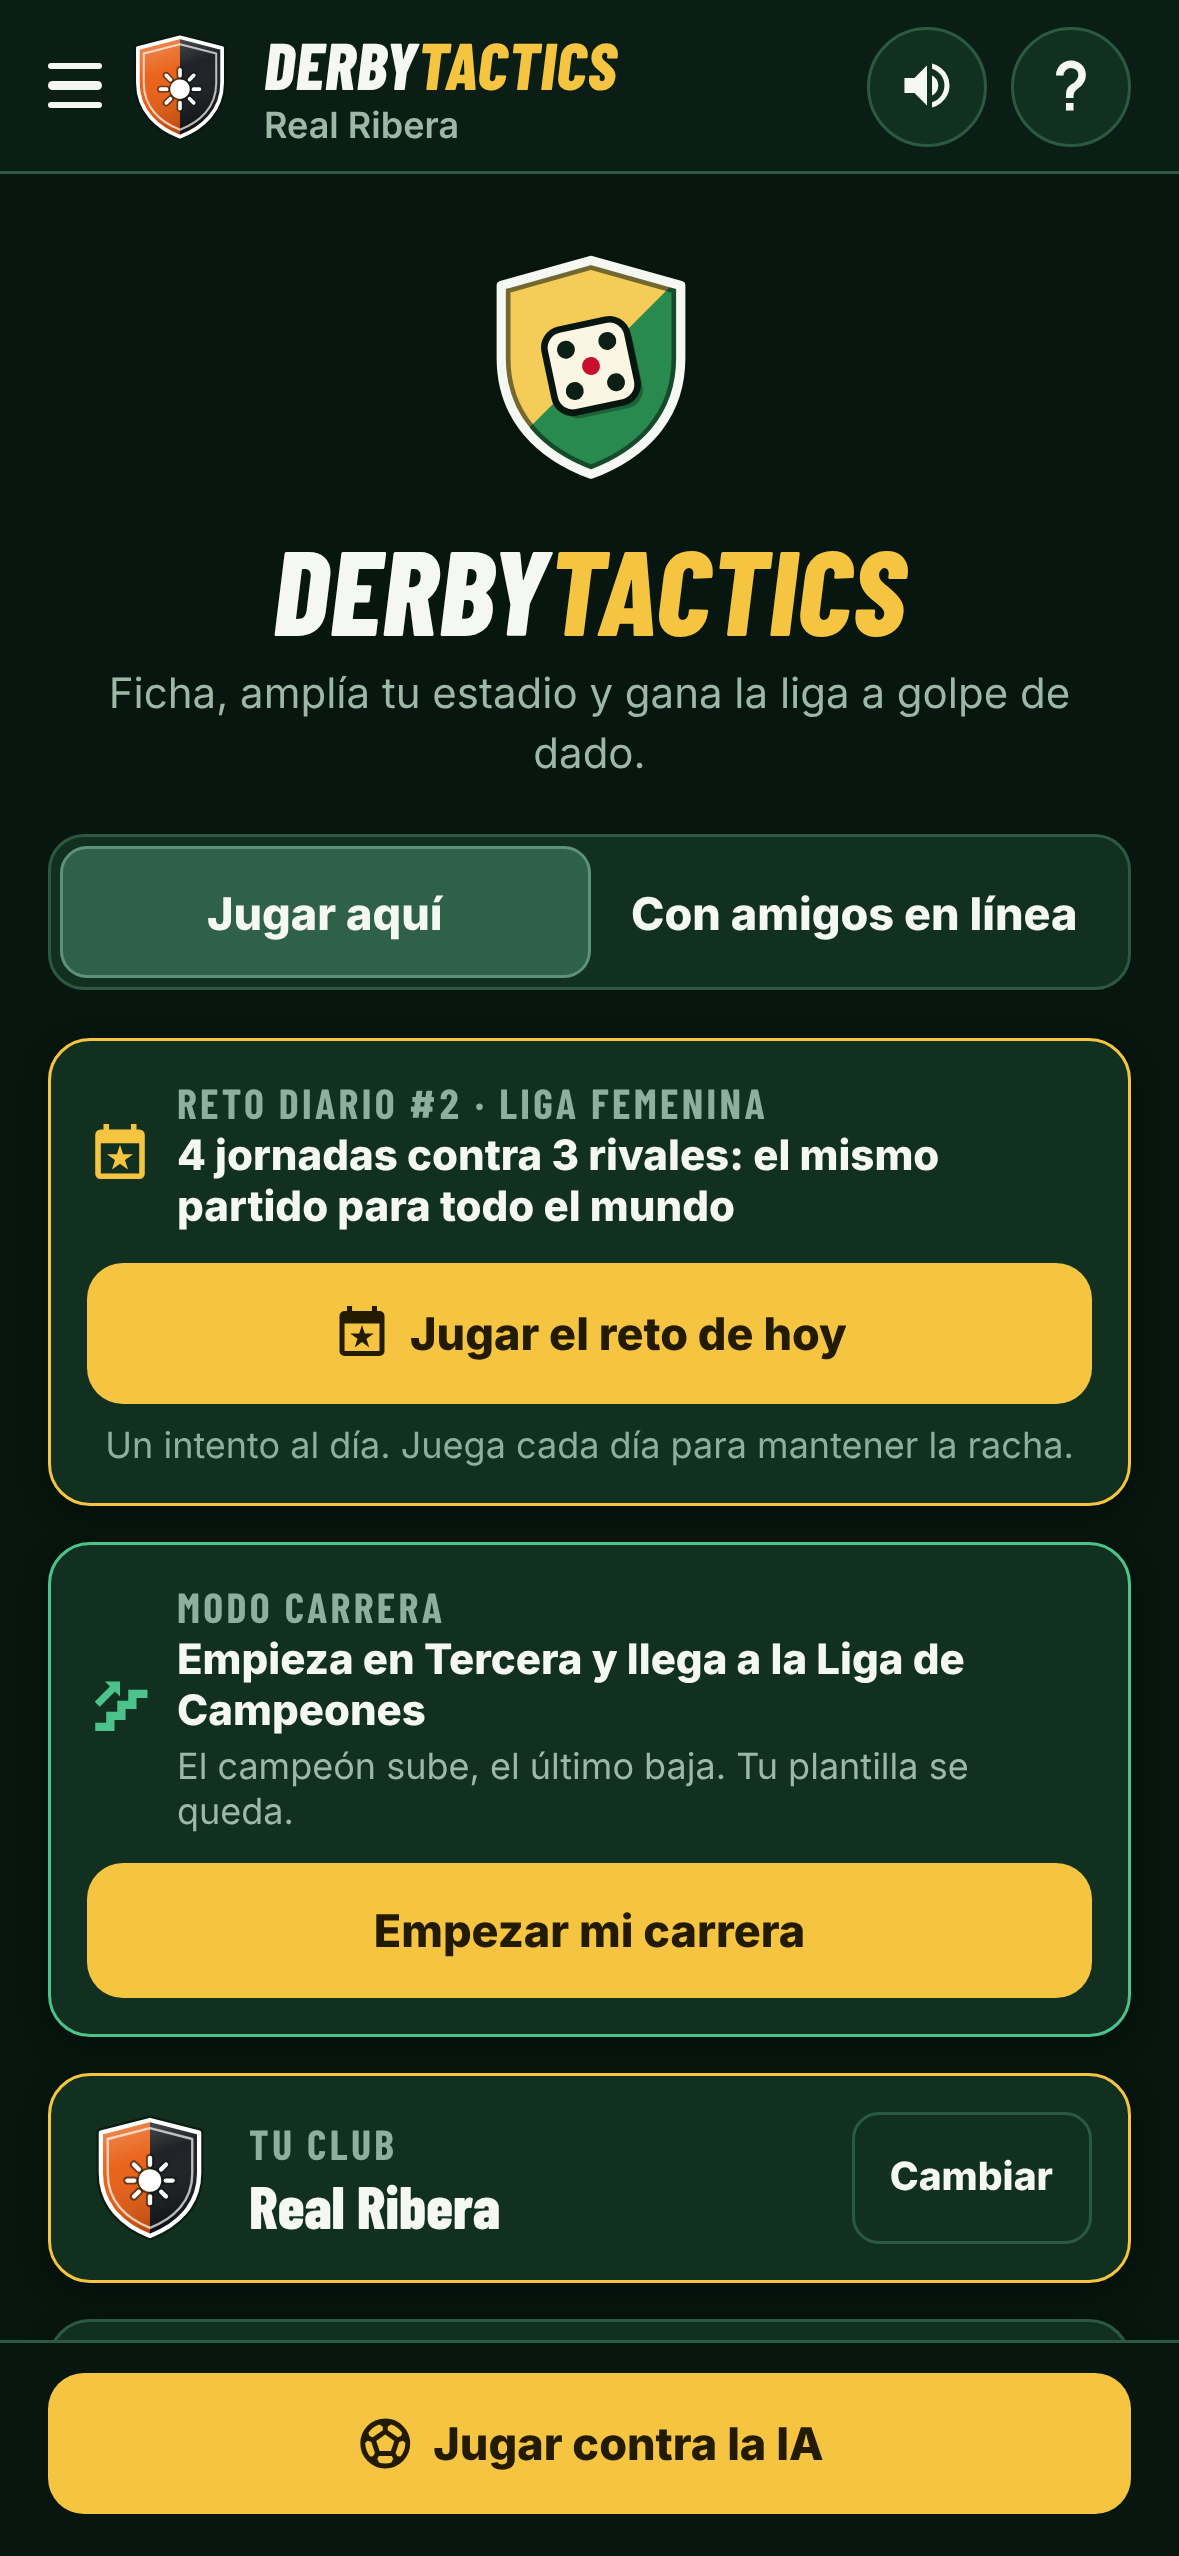 DERBYTACTICS
Real Ribera
?
DERBYTACTICS
Ficha, amplía tu estadio y gana la liga a golpe de
dado.
Jugar aquí
Con amigos en línea
RETO DIARIO #2 · LIGA FEMENINA
4 jornadas contra 3 rivales: el mismo
partido para todo el mundo
Jugar el reto de hoy
Un intento al día. Juega cada día para mantener la racha.
MODO CARRERA
Empieza en Tercera y llega a la Liga de
Campeones
El campeón sube, el último baja. Tu plantilla se
queda.
Empezar mi carrera
TU CLUB
Real Ribera
Cambiar
Jugar contra la IA